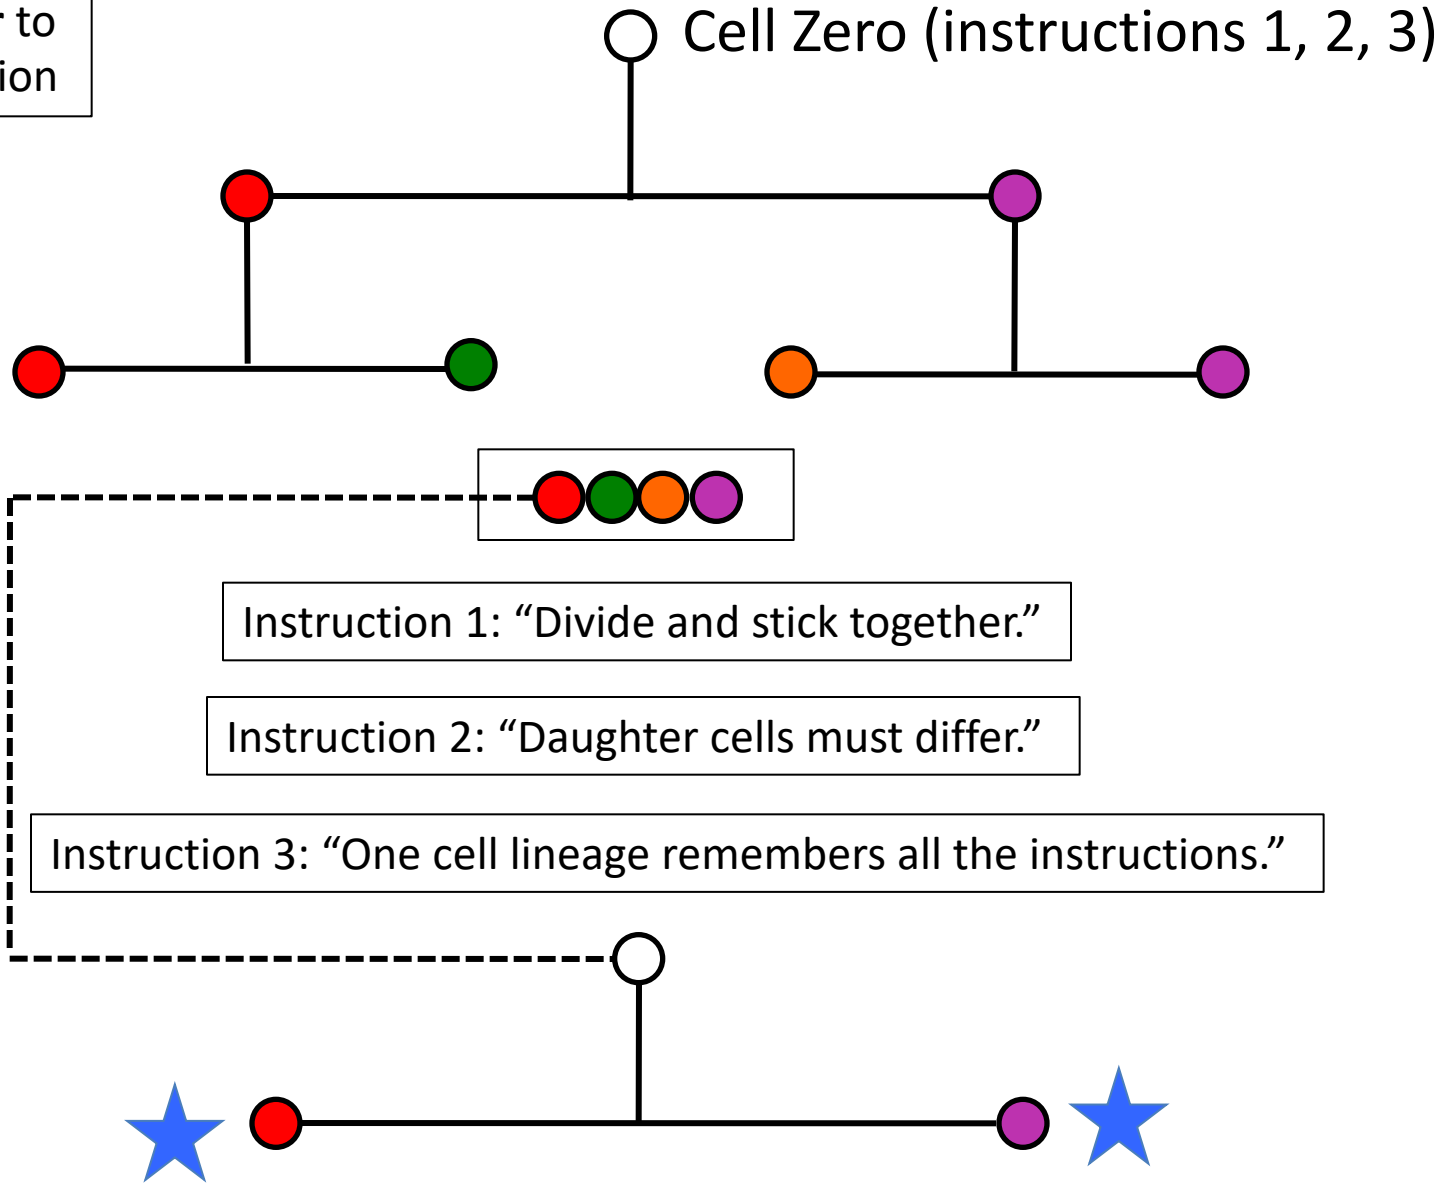 to
ion
Cell Zero (instructions 1, 2, 3)
Instruction 1: “Divide and stick together.”
Instruction 2: “Daughter cells must differ.”
Instruction 3: “One cell lineage remembers all the instructions.”